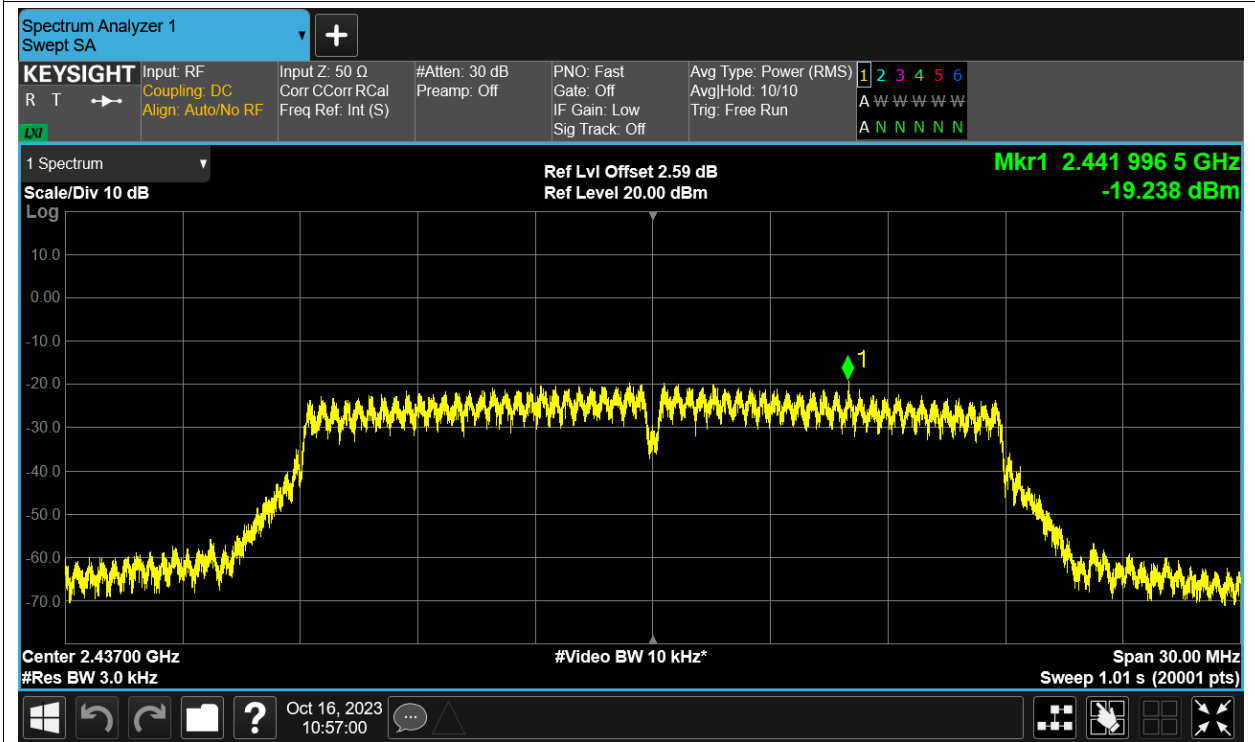 Spectrum Analyzer 1
Swept SA
▼
+
KEYSIGHT
R T
LXI
Input: RF
Coupling: DC
Align: Auto/No RF
Input Z: 50 Ω
Corr CCorr RCal
Freq Ref: Int (S)
#Atten: 30 dB
Preamp: Off
PNO: Fast
Gate: Off
IF Gain: Low
Sig Track: Off
Avg Type: Power (RMS)
Avg|Hold: 10/10
Trig: Free Run
1 2 3 4 5 6
A W W W W W
A N N N N N
1 Spectrum ▼
Scale/Div 10 dB
Log
Ref Lvl Offset 2.59 dB
Ref Level 20.00 dBm
Mkr1 2.441 996 5 GHz
-19.238 dBm
10.0
0.00
-10.0
-20.0
-30.0
-40.0
-50.0
-60.0
-70.0
1
Center 2.43700 GHz
#Res BW 3.0 kHz
#Video BW 10 kHz*
Span 30.00 MHz
Sweep 1.01 s (20001 pts)
?
Oct 16, 2023
10:57:00